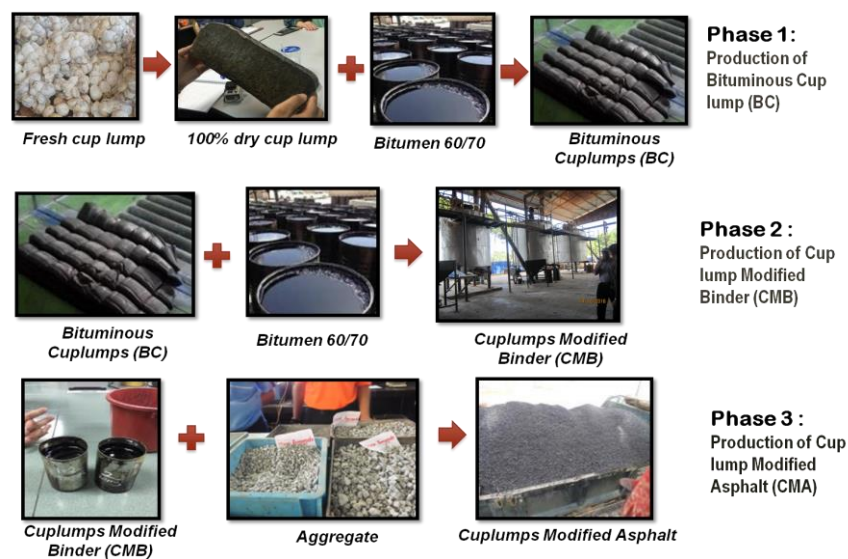 Phase 1:
Production of
Bituminous Cup
lump (BC)
Fresh cup lump
100% dry cup lump
Bitumen 60/70
Bituminous
Cuplumps (BC)
Phase 2 :
Production of Cup
lump Modified
Binder (CMB)
Bituminous
Cuplumps (BC)
Bitumen 60/70
Cuplumps Modified
Binder (CMB)
Phase 3 :
Production of Cup
lump Modified
Asphalt (CMA)
Cuplumps Modified
Binder (CMB)
Aggregate
Cuplumps Modified Asphalt